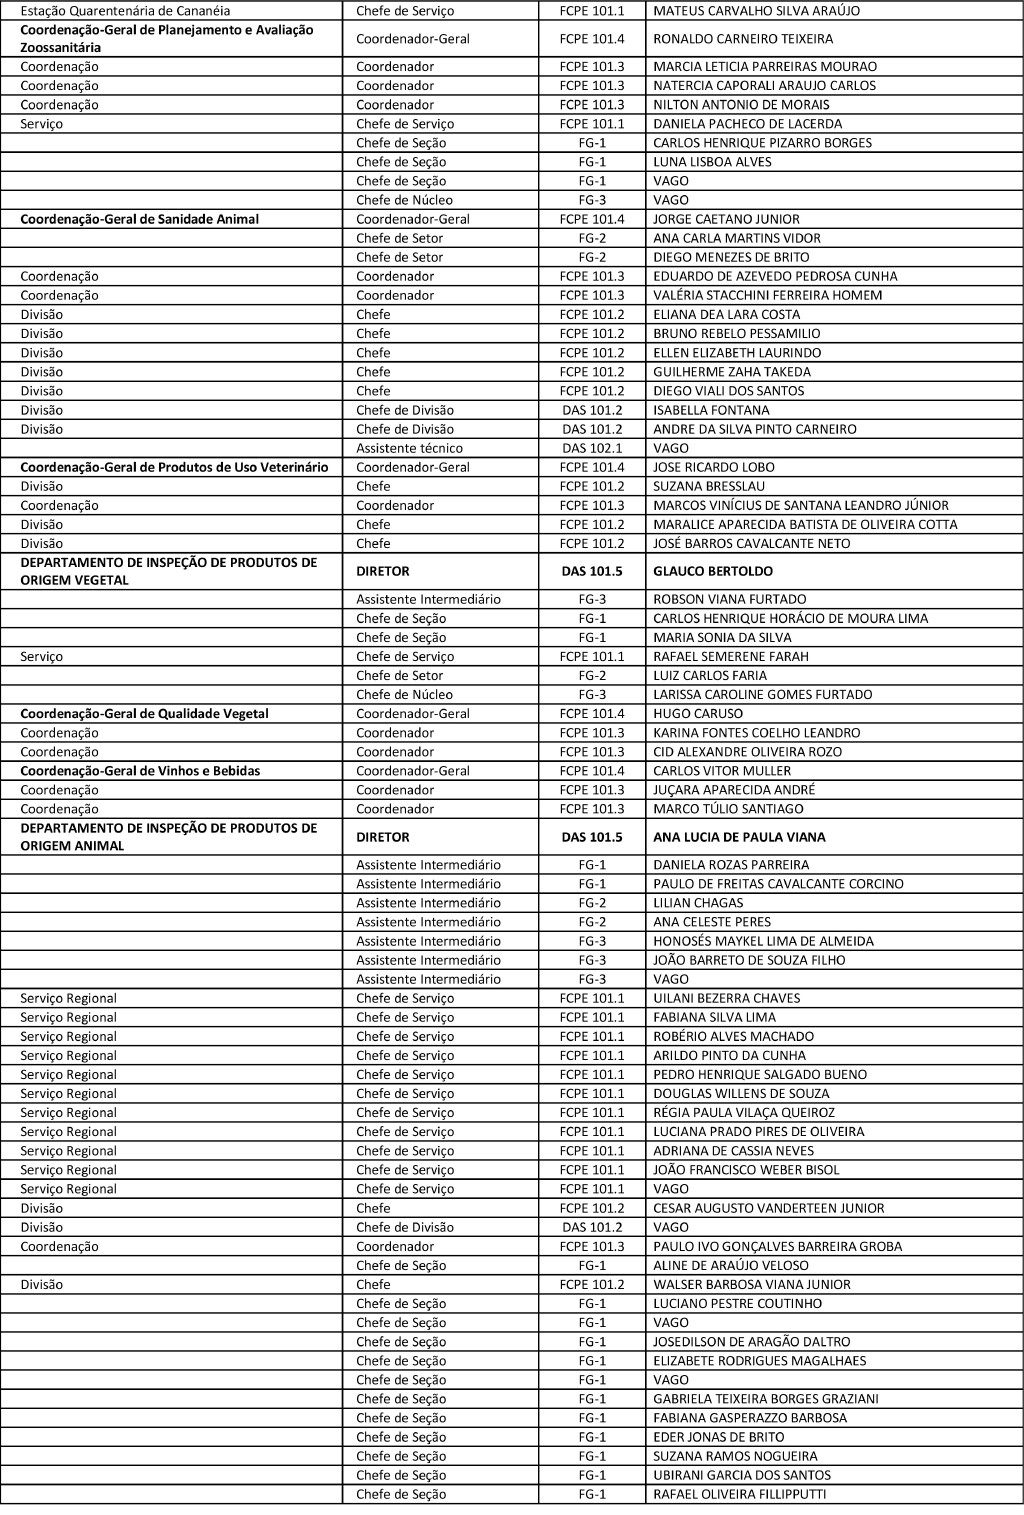 Estação Quarentenária de Cananéia Chefe de Serviço FCPE 101.1 MATEUS CARVALHO SILVA ARAÚJO
Coordenação-Geral de Planejamento e Avaliação
Zoossanitária Coordenador-Geral FCPE 101.4 RONALDO CARNEIRO TEIXEIRA
Coordenação Coordenador FCPE 101.3 MARCIA LETICIA PARREIRAS MOURAO
Coordenação Coordenador FCPE 101.3 NATERCIA CAPORALI ARAUJO CARLOS
Coordenação Coordenador FCPE 101.3 NILTON ANTONIO DE MORAIS
Serviço Chefe de Serviço FCPE 101.1 DANIELA PACHECO DE LACERDA
Chefe de Seção FG-1 CARLOS HENRIQUE PIZARRO BORGES
Chefe de Seção FG-1 LUNA LISBOA ALVES
Chefe de Seção FG-1 VAGO
Chefe de Núcleo FG-3 VAGO
Coordenação-Geral de Sanidade Animal Coordenador-Geral FCPE 101.4 JORGE CAETANO JUNIOR
Chefe de Setor FG-2 ANA CARLA MARTINS VIDOR
Chefe de Setor FG-2 DIEGO MENEZES DE BRITO
Coordenação Coordenador FCPE 101.3 EDUARDO DE AZEVEDO PEDROSA CUNHA
Coordenação Coordenador FCPE 101.3 VALÉRIA STACCHINI FERREIRA HOMEM
Divisão Chefe FCPE 101.2 ELIANA DEA LARA COSTA
Divisão Chefe FCPE 101.2 BRUNO REBELO PESSAMILIO
Divisão Chefe FCPE 101.2 ELLEN ELIZABETH LAURINDO
Divisão Chefe FCPE 101.2 GUILHERME ZAHA TAKEDA
Divisão Chefe FCPE 101.2 DIEGO VIALI DOS SANTOS
Divisão Chefe de Divisão DAS 101.2 ISABELLA FONTANA
Divisão Chefe de Divisão DAS 101.2 ANDRE DA SILVA PINTO CARNEIRO
Assistente técnico DAS 102.1 VAGO
Coordenação-Geral de Produtos de Uso Veterinário Coordenador-Geral FCPE 101.4 JOSE RICARDO LOBO
Divisão Chefe FCPE 101.2 SUZANA BRESSLAU
Coordenação Coordenador FCPE 101.3 MARCOS VINÍCIUS DE SANTANA LEANDRO JÚNIOR
Divisão Chefe FCPE 101.2 MARALICE APARECIDA BATISTA DE OLIVEIRA COTTA
Divisão Chefe FCPE 101.2 JOSÉ BARROS CAVALCANTE NETO
DEPARTAMENTO DE INSPEÇÃO DE PRODUTOS DE
ORIGEM VEGETAL DIRETOR DAS 101.5 GLAUCO BERTOLDO
Assistente Intermediário FG-3 ROBSON VIANA FURTADO
Chefe de Seção FG-1 CARLOS HENRIQUE HORÁCIO DE MOURA LIMA
Chefe de Seção FG-1 MARIA SONIA DA SILVA
Serviço Chefe de Serviço FCPE 101.1 RAFAEL SEMERENE FARAH
Chefe de Setor FG-2 LUIZ CARLOS FARIA
Chefe de Núcleo FG-3 LARISSA CAROLINE GOMES FURTADO
Coordenação-Geral de Qualidade Vegetal Coordenador-Geral FCPE 101.4 HUGO CARUSO
Coordenação Coordenador FCPE 101.3 KARINA FONTES COELHO LEANDRO
Coordenação Coordenador FCPE 101.3 CID ALEXANDRE OLIVEIRA ROZO
Coordenação-Geral de Vinhos e Bebidas Coordenador-Geral FCPE 101.4 CARLOS VITOR MULLER
Coordenação Coordenador FCPE 101.3 JUÇARA APARECIDA ANDRÉ
Coordenação Coordenador FCPE 101.3 MARCO TÚLIO SANTIAGO
DEPARTAMENTO DE INSPEÇÃO DE PRODUTOS DE
ORIGEM ANIMAL DIRETOR DAS 101.5 ANA LUCIA DE PAULA VIANA
Assistente Intermediário FG-1 DANIELA ROZAS PARREIRA
Assistente Intermediário FG-1 PAULO DE FREITAS CAVALCANTE CORCINO
Assistente Intermediário FG-2 LILIAN CHAGAS
Assistente Intermediário FG-2 ANA CELESTE PERES
Assistente Intermediário FG-3 HONOSÉS MAYKEL LIMA DE ALMEIDA
Assistente Intermediário FG-3 JOÃO BARRETO DE SOUZA FILHO
Assistente Intermediário FG-3 VAGO
Serviço Regional Chefe de Serviço FCPE 101.1 UILANI BEZERRA CHAVES
Serviço Regional Chefe de Serviço FCPE 101.1 FABIANA SILVA LIMA
Serviço Regional Chefe de Serviço FCPE 101.1 ROBÉRIO ALVES MACHADO
Serviço Regional Chefe de Serviço FCPE 101.1 ARILDO PINTO DA CUNHA
Serviço Regional Chefe de Serviço FCPE 101.1 PEDRO HENRIQUE SALGADO BUENO
Serviço Regional Chefe de Serviço FCPE 101.1 DOUGLAS WILLENS DE SOUZA
Serviço Regional Chefe de Serviço FCPE 101.1 RÉGIA PAULA VILAÇA QUEIROZ
Serviço Regional Chefe de Serviço FCPE 101.1 LUCIANA PRADO PIRES DE OLIVEIRA
Serviço Regional Chefe de Serviço FCPE 101.1 ADRIANA DE CASSIA NEVES
Serviço Regional Chefe de Serviço FCPE 101.1 JOÃO FRANCISCO WEBER BISOL
Serviço Regional Chefe de Serviço FCPE 101.1 VAGO
Divisão Chefe FCPE 101.2 CESAR AUGUSTO VANDERTEEN JUNIOR
Divisão Chefe de Divisão DAS 101.2 VAGO
Coordenação Coordenador FCPE 101.3 PAULO IVO GONÇALVES BARREIRA GROBA
Chefe de Seção FG-1 ALINE DE ARAÚJO VELOSO
Divisão Chefe FCPE 101.2 WALSER BARBOSA VIANA JUNIOR
Chefe de Seção FG-1 LUCIANO PESTRE COUTINHO
Chefe de Seção FG-1 VAGO
Chefe de Seção FG-1 JOSEDILSON DE ARAGÃO DALTRO
Chefe de Seção FG-1 ELIZABETE RODRIGUES MAGALHAES
Chefe de Seção FG-1 VAGO
Chefe de Seção FG-1 GABRIELA TEIXEIRA BORGES GRAZIANI
Chefe de Seção FG-1 FABIANA GASPERAZZO BARBOSA
Chefe de Seção FG-1 EDER JONAS DE BRITO
Chefe de Seção FG-1 SUZANA RAMOS NOGUEIRA
Chefe de Seção FG-1 UBIRANI GARCIA DOS SANTOS
Chefe de Seção FG-1 RAFAEL OLIVEIRA FILLIPPUTTI